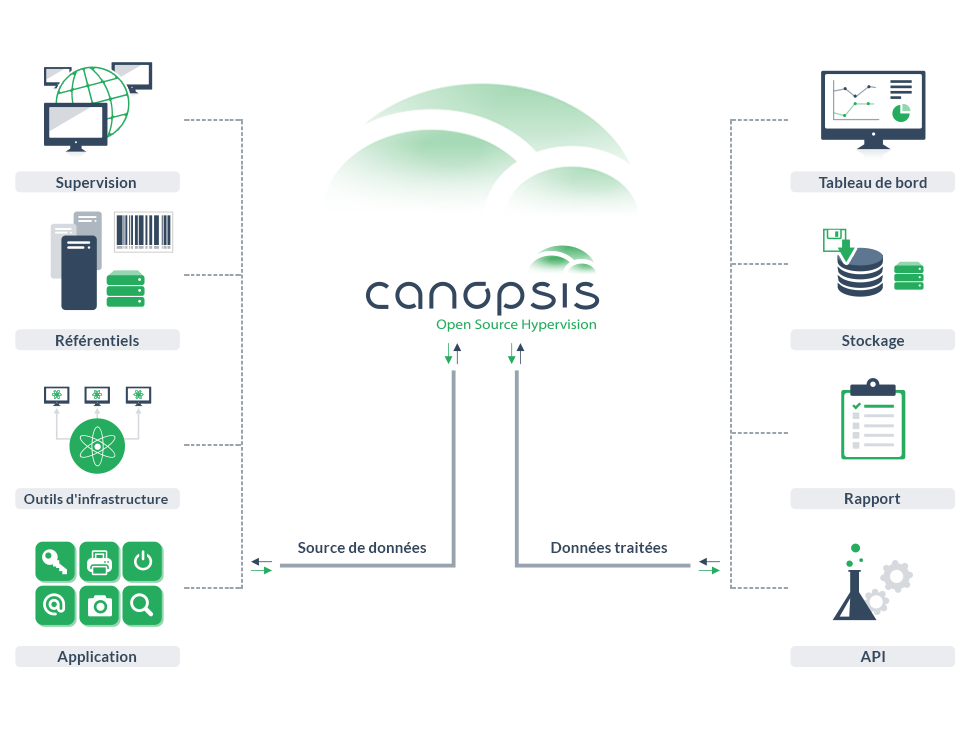 Supervision
Référentiels
Outils d'infrastructure
Application
canopsis
Open Source Hypervision
Source de données
Données traitées
Tableau de bord
Stockage
Rapport
API